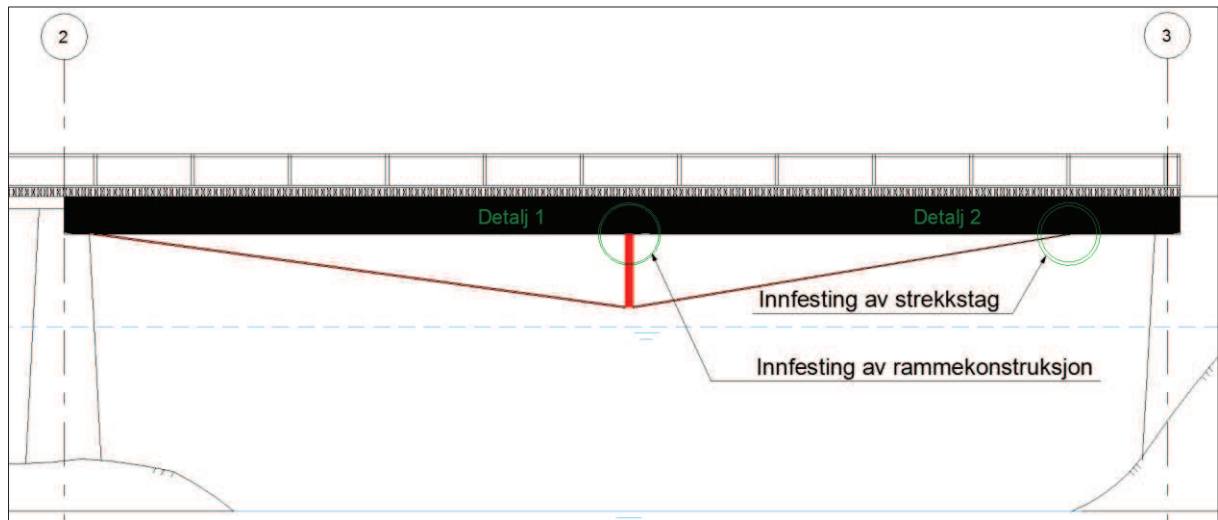 2
3
Detalj 1
Detalj 2
Innfesting av strekkstag
Innfesting av rammekonstruksjon